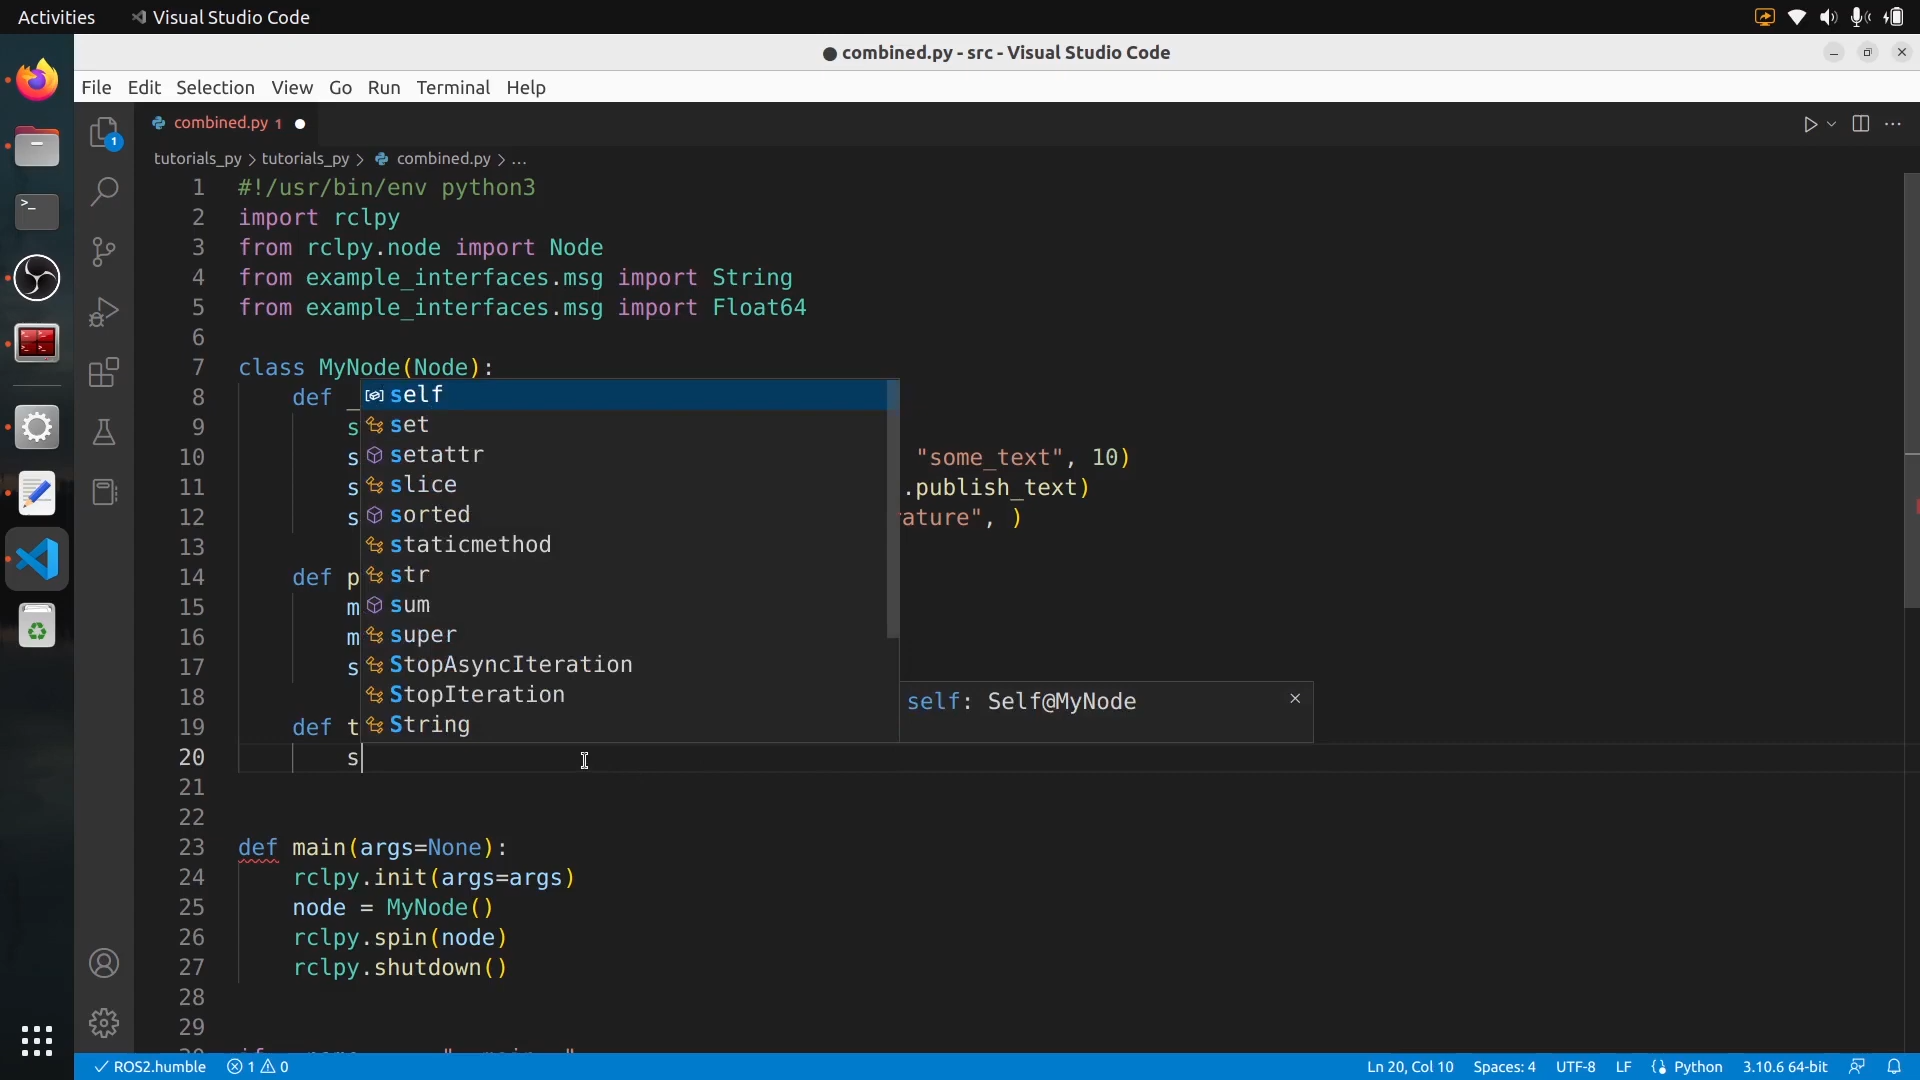 Activities Visual Studio Code
combined.py - src - Visual Studio Code
File Edit Selection View Go Run Terminal Help
combined.py 1
tutorials_py > tutorials_py > combined.py > ...
1 #!/usr/bin/env python3
2 import rclpy
3 from rclpy.node import Node
4 from example_interfaces.msg import String
5 from example_interfaces.msg import Float64
6
7 class MyNode(Node):
8 def _
9 s
10 s "some_text", 10)
11 s .publish_text)
12 s rature", )
13
14 def p
15 m
16 m
17 s
18
19 def t
20 s
21
22
23 def main(args=None):
24 rclpy.init(args=args)
25 node = MyNode()
26 rclpy.spin(node)
27 rclpy.shutdown()
28
29
self
set
setattr
slice
sorted
staticmethod
str
sum
super
StopAsyncIteration
StopIteration
String
self: Self@MyNode
1
ROS2.humble 1 0 Ln 20, Col 10 Spaces: 4 UTF-8 LF Python 3.10.6 64-bit